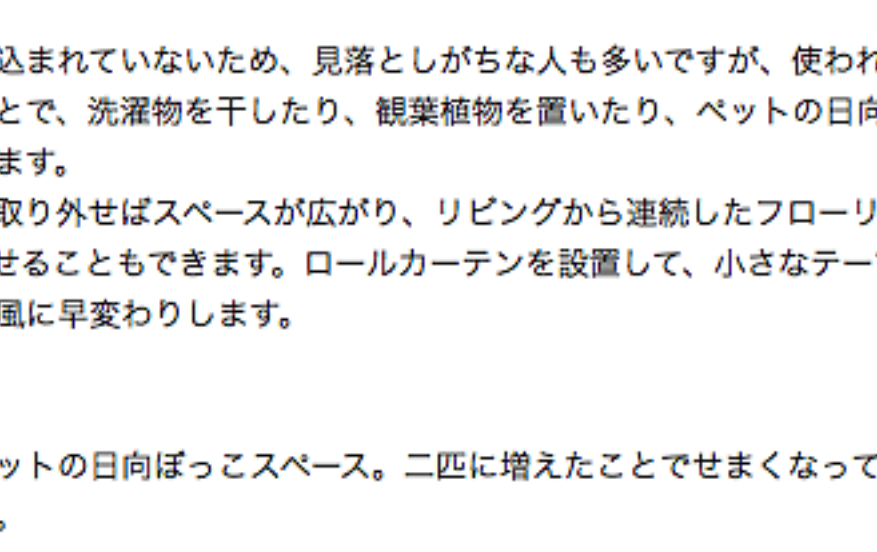 込まれていないため、見落としがちな人も多いですが、使われ
とで、洗濯物を干したり、観葉植物を置いたり、ペットの日向
ます。
取り外せばスペースが広がり、リビングから連続したフローリ
せることもできます。ロールカーテンを設置して、小さなテー
風に早変わりします。
ットの日向ぼっこスペース。二匹に増えたことでせまくなって
。